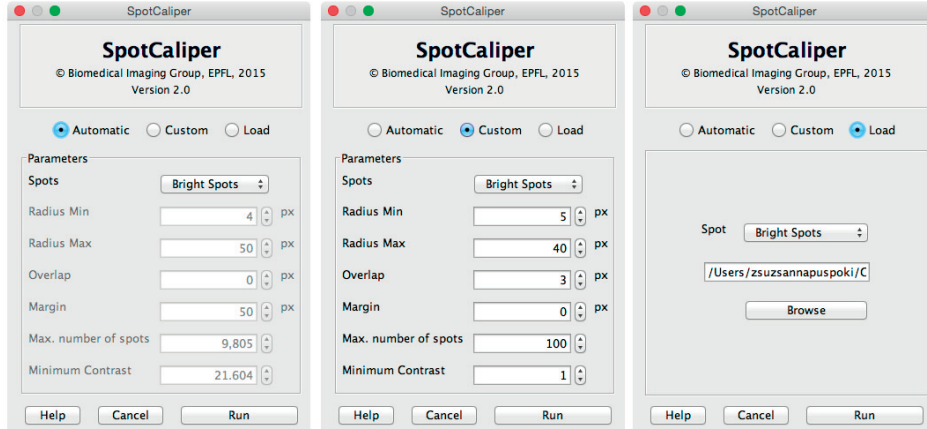 SpotCaliper
SpotCaliper
© Biomedical Imaging Group, EPFL, 2015
Version 2.0
Automatic Custom Load
Parameters
Spots Bright Spots
Radius Min 4 px
Radius Max 50 px
Overlap 0 px
Margin 50 px
Max. number of spots 9,805
Minimum Contrast 21.604
Help Cancel Run
SpotCaliper
SpotCaliper
© Biomedical Imaging Group, EPFL, 2015
Version 2.0
Automatic Custom Load
Parameters
Spots Bright Spots
Radius Min 5 px
Radius Max 40 px
Overlap 3 px
Margin 0 px
Max. number of spots 100
Minimum Contrast 1
Help Cancel Run
SpotCaliper
SpotCaliper
© Biomedical Imaging Group, EPFL, 2015
Version 2.0
Automatic Custom Load
Spot Bright Spots
/Users/zsuzsannapuspoki/C
Browse
Help Cancel Run